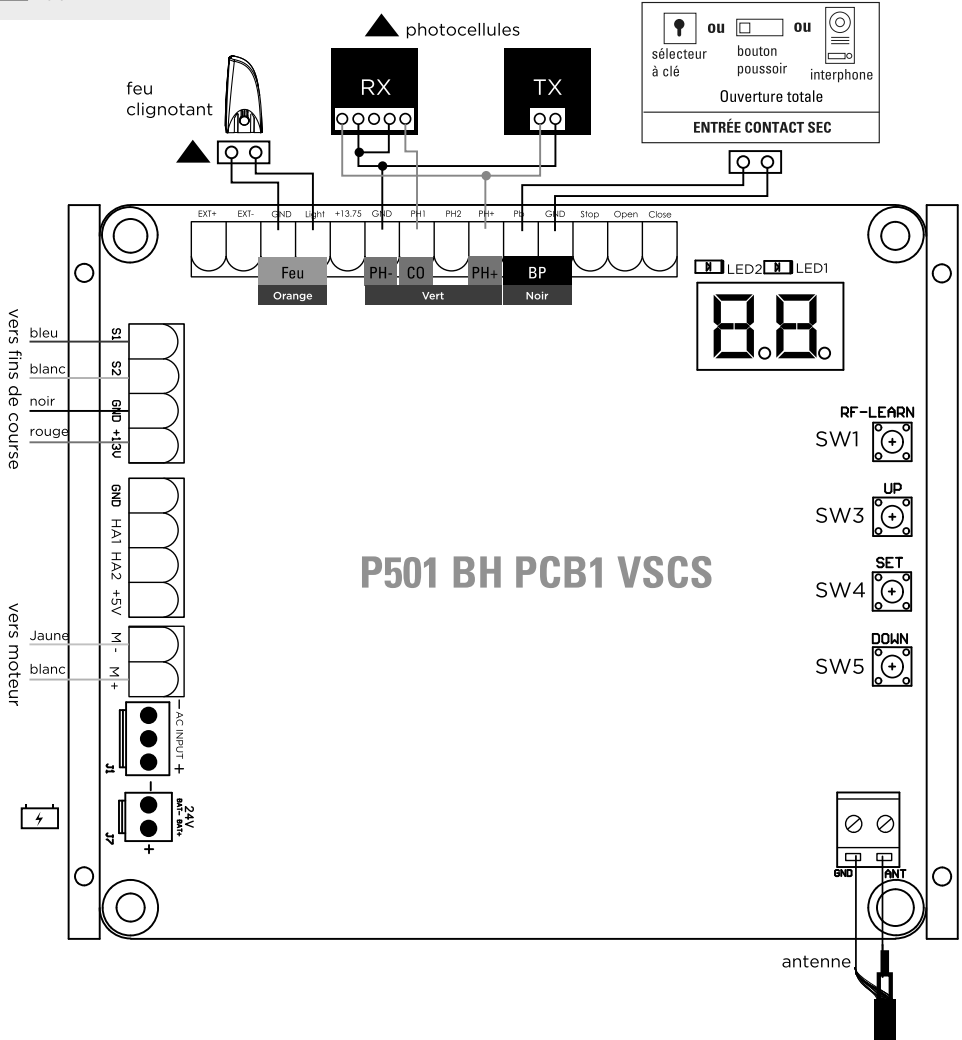 photocellules
RX
TX
feu
clignotant
ou
ou
sélecteur
à clé
bouton
poussoir
interphone
Ouverture totale
ENTRÉE CONTACT SEC
EXT+ EXT- GND Light +13.75 GND PH1 PH2 PH+ Pb GND Stop Open Close
Feu PH- CO PH+ BP
Orange Vert Noir
LED2 LED1
8.8.
vers fins de course
bleu S1
blanc S2
noir GND
rouge +13V
GND
HA1
HA2
+5V
RF-LEARN
SW1
UP
SW3
SET
SW4
DOWN
SW5
P501 BH PCB1 VSCS
vers moteur
Jaune M -
blanc M +
J1
- AC INPUT +
J7
-
24V
BAT- BAT+
+
GND ANT
antenne